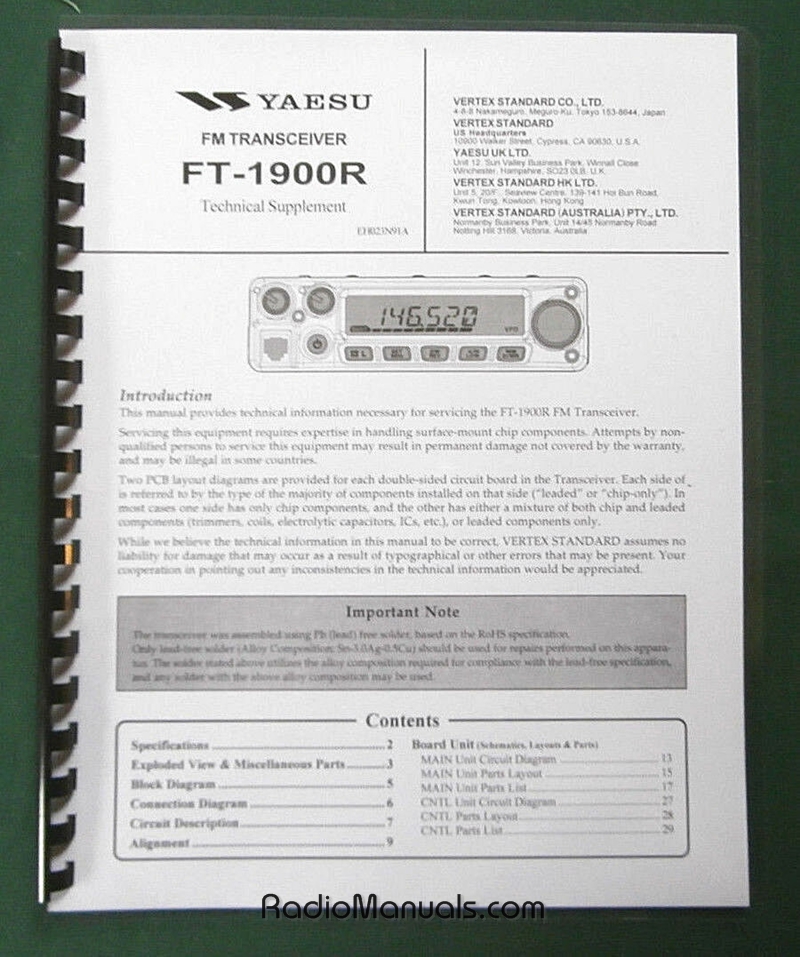 YAESU
FM TRANSCEIVER
FT-1900R
Technical Supplement
EH023N91A
VERTEX STANDARD CO., LTD.
4-8-8 Nakameguro, Meguro-Ku, Tokyo 153-8644, Japan
VERTEX STANDARD
US Headquarters
10900 Walker Street, Cypress, CA 90630, U.S.A.
YAESU UK LTD.
Unit 12, Sun Valley Business Park, Winnall Close
Winchester, Hampshire, SO23 0LB, U.K.
VERTEX STANDARD HK LTD.
Unit 5, 20/F., Seaview Centre, 139-141 Hoi Bun Road,
Kwun Tong, Kowloon, Hong Kong
VERTEX STANDARD (AUSTRALIA) PTY., LTD.
Normanby Business Park, Unit 14/45 Normanby Road
Notting Hill 3168, Victoria, Australia
146.520
VFO
Introduction
This manual provides technical information necessary for servicing the FT-1900R FM Transceiver.
Servicing this equipment requires expertise in handling surface-mount chip components. Attempts by non-
qualified persons to service this equipment may result in permanent damage not covered by the warranty,
and may be illegal in some countries.
Two PCB layout diagrams are provided for each double-sided circuit board in the Transceiver. Each side of
is referred to by the type of the majority of components installed on that side ("leaded" or "chip-only"). In
most cases one side has only chip components, and the other has either a mixture of both chip and leaded
components (trimmers, coils, electrolytic capacitors, ICs, etc.), or leaded components only.
While we believe the technical information in this manual to be correct, VERTEX STANDARD assumes no
liability for damage that may occur as a result of typographical or other errors that may be present. Your
cooperation in pointing out any inconsistencies in the technical information would be appreciated.
Important Note
The transceiver was assembled using Pb (lead) free solder, based on the RoHS specification.
Only lead-free solder (Alloy Composition: Sn-3.0Ag-0.5Cu) should be used for repairs performed on this appara-
tus. The solder stated above utilizes the alloy composition required for compliance with the lead-free specification,
and any solder with the above alloy composition may be used.
Contents
Specifications 2
Exploded View & Miscellaneous Parts 3
Block Diagram 5
Connection Diagram 6
Circuit Description 7
Alignment 9
Board Unit (Schematics, Layouts & Parts)
MAIN Unit Circuit Diagram 13
MAIN Unit Parts Layout 15
MAIN Unit Parts List 17
CNTL Unit Circuit Diagram 27
CNTL Parts Layout 28
CNTL Parts List 29
RadioManuals.com